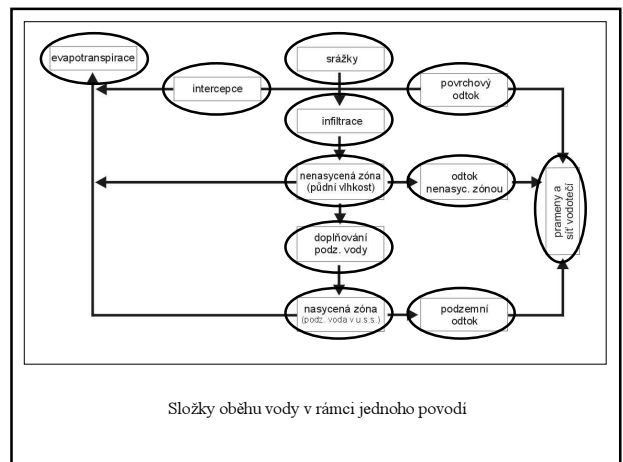 evapotranspirace
srážky
intercepce
povrchový
odtok
infiltrace
nenasycená zóna
(půdní vlhkost)
odtok
nenasyc. zónou
prameny a
síť vodotečí
doplňování
podz. vody
nasycená zóna
(podz. voda v u.s.s.)
podzemní
odtok
Složky oběhu vody v rámci jednoho povodí